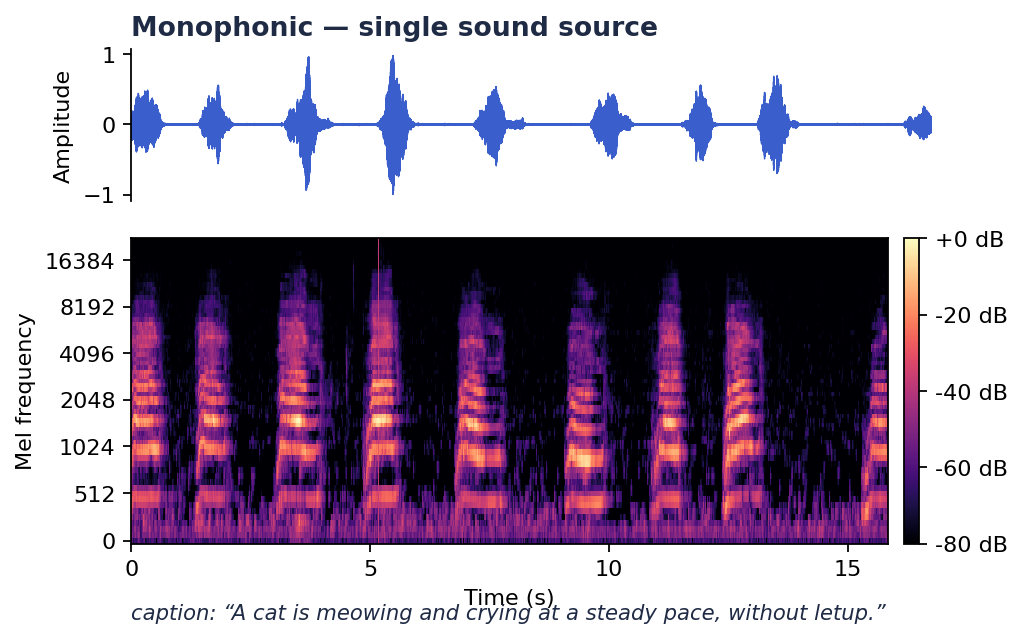 Monophonic — single sound source
1
0
−1
Amplitude
16384
8192
4096
2048
1024
512
0
Mel frequency
0
5
10
15
Time (s)
+0 dB
-20 dB
-40 dB
-60 dB
-80 dB
caption: “A cat is meowing and crying at a steady pace, without letup.”